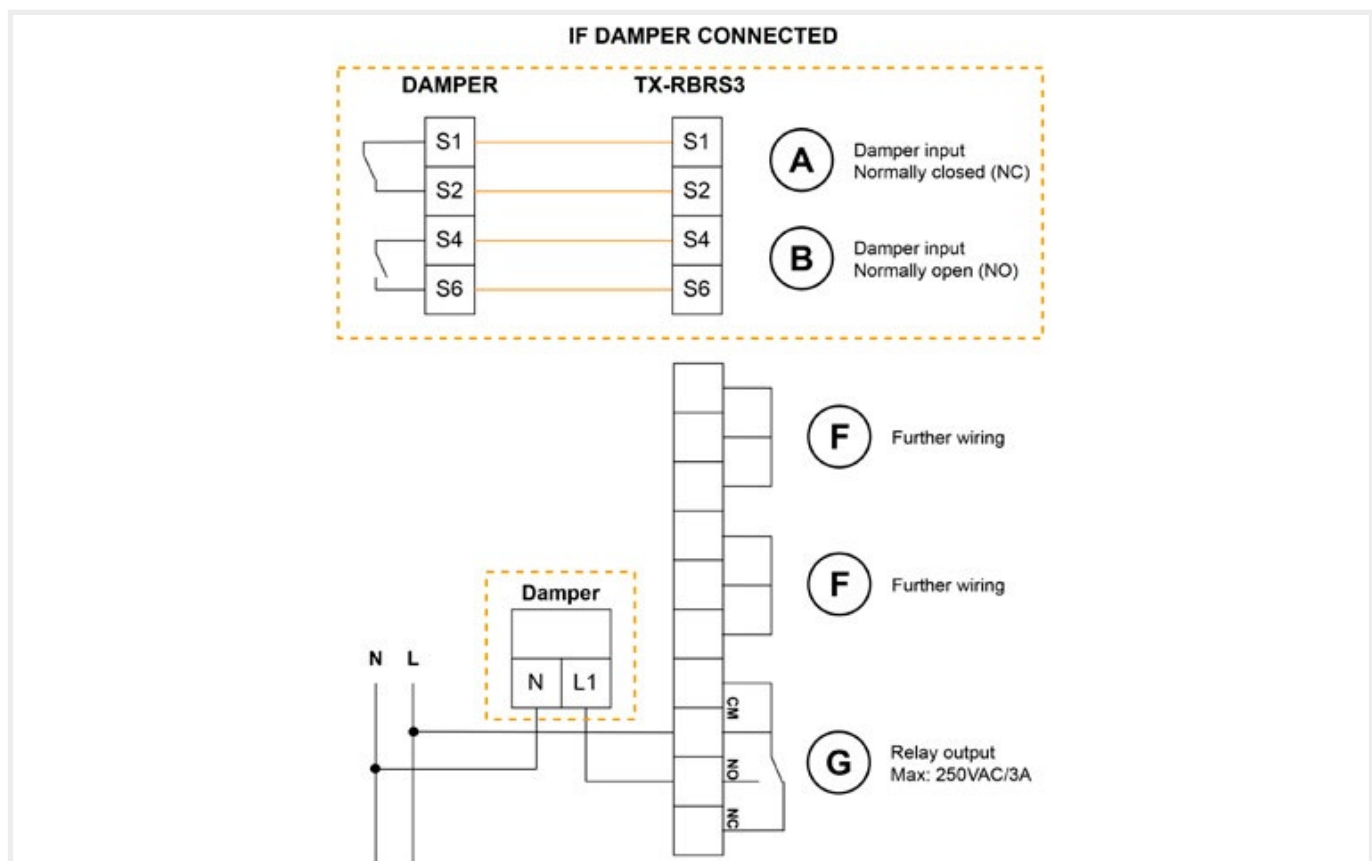 IF DAMPER CONNECTED
DAMPER
TX-RBRS3
S1
S1
A
Damper input
Normally closed (NC)
S2
S2
S4
S4
B
Damper input
Normally open (NO)
S6
S6
F
Further wiring
F
Further wiring
Damper
N
L
N
L1
CM
NO
NC
G
Relay output
Max: 250VAC/3A